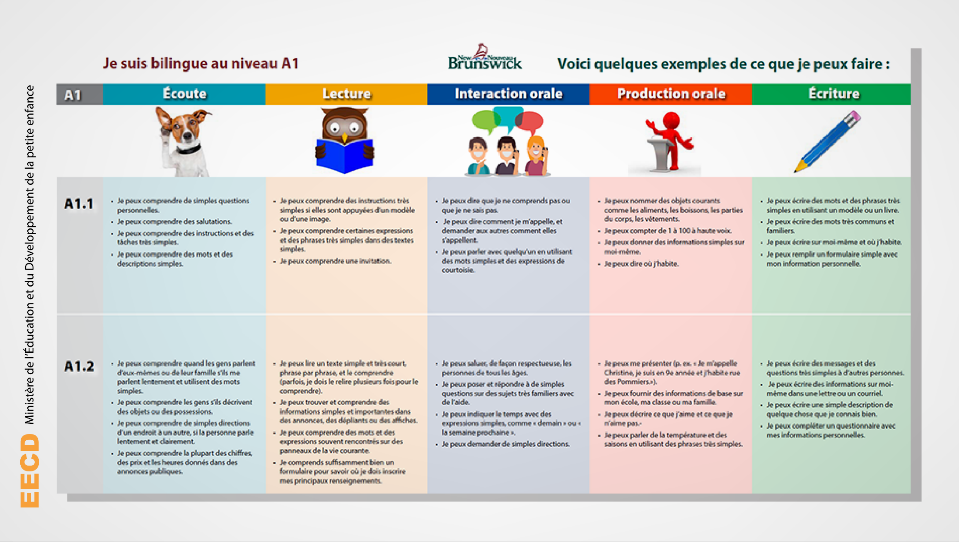 Je suis bilingue au niveau A1
New Nouveau
Brunswick
Voici quelques exemples de ce que je peux faire :
A1
Écoute
Lecture
Interaction orale
Production orale
Écriture
A1.1
• Je peux comprendre de simples questions
personnelles.
• Je peux comprendre des salutations.
• Je peux comprendre des instructions et des
tâches très simples.
• Je peux comprendre des mots et des
descriptions simples.
• Je peux comprendre des instructions très
simples si elles sont appuyées d'un modèle
ou d'une image.
• Je peux comprendre certaines expressions
et des phrases très simples dans des textes
simples.
• Je peux comprendre une invitation.
• Je peux dire que je ne comprends pas ou
que je ne sais pas.
• Je peux dire comment je m'appelle, et
demander aux autres comment elles
s'appellent.
• Je peux parler avec quelqu'un en utilisant
des mots simples et des expressions de
courtoisie.
• Je peux nommer des objets courants
comme les aliments, les boissons, les parties
du corps, les vêtements.
• Je peux compter de 1 à 100 à haute voix.
• Je peux donner des informations simples sur
moi-même.
• Je peux dire où j'habite.
• Je peux écrire des mots et des phrases très
simples en utilisant un modèle ou un livre.
• Je peux écrire des mots très communs et
familiers.
• Je peux écrire sur moi-même et où j'habite.
• Je peux remplir un formulaire simple avec
mon information personnelle.
A1.2
• Je peux comprendre quand les gens parlent
d'eux-mêmes ou de leur famille s'ils me
parlent lentement et utilisent des mots
simples.
• Je peux comprendre les gens s'ils décrivent
des objets ou des possessions.
• Je peux comprendre de simples directions
d'un endroit à un autre, si la personne parle
lentement et clairement.
• Je peux comprendre la plupart des chiffres,
des prix et les heures donnés dans des
annonces publiques.
• Je peux lire un texte simple et très court,
phrase par phrase, et le comprendre
(parfois, je dois le relire plusieurs fois pour le
comprendre).
• Je peux trouver et comprendre des
informations simples et importantes dans
des annonces, des dépliants ou des affiches.
• Je peux comprendre des mots et des
expressions souvent rencontrés sur des
panneaux de la vie courante.
• Je comprends suffisamment bien un
formulaire pour savoir où je dois inscrire
mes principaux renseignements.
• Je peux saluer, de façon respectueuse, les
personnes de tous les âges.
• Je peux poser et répondre à de simples
questions sur des sujets très familiers avec
de l'aide.
• Je peux indiquer le temps avec des
expressions simples, comme « demain » ou «
la semaine prochaine ».
• Je peux demander de simples directions.
• Je peux me présenter (p. ex. « Je m'appelle
Christine, je suis en 9e année et j'habite rue
des Pommiers.»).
• Je peux fournir des informations de base sur
mon école, ma classe ou ma famille.
• Je peux décrire ce que j'aime et ce que je
n'aime pas.-
• Je peux parler de la température et des
saisons en utilisant des phrases très simples.
• Je peux écrire des messages et des
questions très simples à d'autres personnes.
• Je peux écrire des informations sur moi-
même dans une lettre ou un courriel.
• Je peux écrire une simple description de
quelque chose que je connais bien.
• Je peux compléter un questionnaire avec
mes informations personnelles.
EECD Ministère de l'Éducation et du Développement de la petite enfance